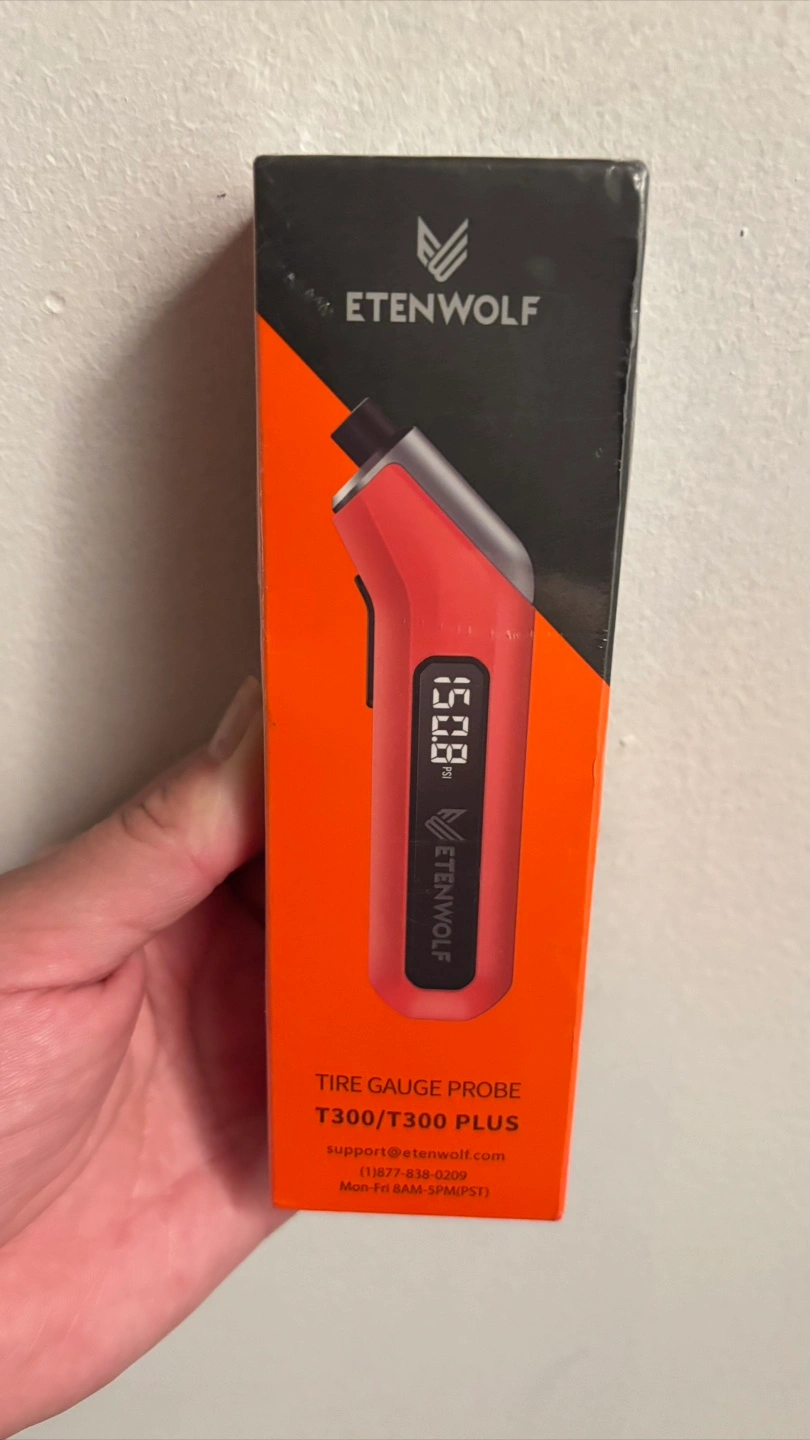 ETENWOLF
150.8
PSI
ETENWOLF
TIRE GAUGE PROBE
T300/T300 PLUS
support@etenwolf.com
(1)877-838-0209
Mon-Fri 8AM-5PM(PST)